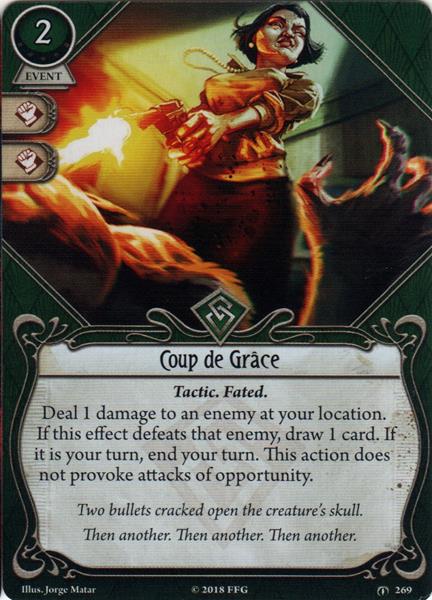 2
EVENT
Coup de Grâce
Tactic. Fated.
Deal 1 damage to an enemy at your location.
If this effect defeats that enemy, draw 1 card. If
it is your turn, end your turn. This action does
not provoke attacks of opportunity.
Two bullets cracked open the creature's skull.
Then another. Then another. Then another.
Illus. Jorge Matar
© 2018 FFG
269